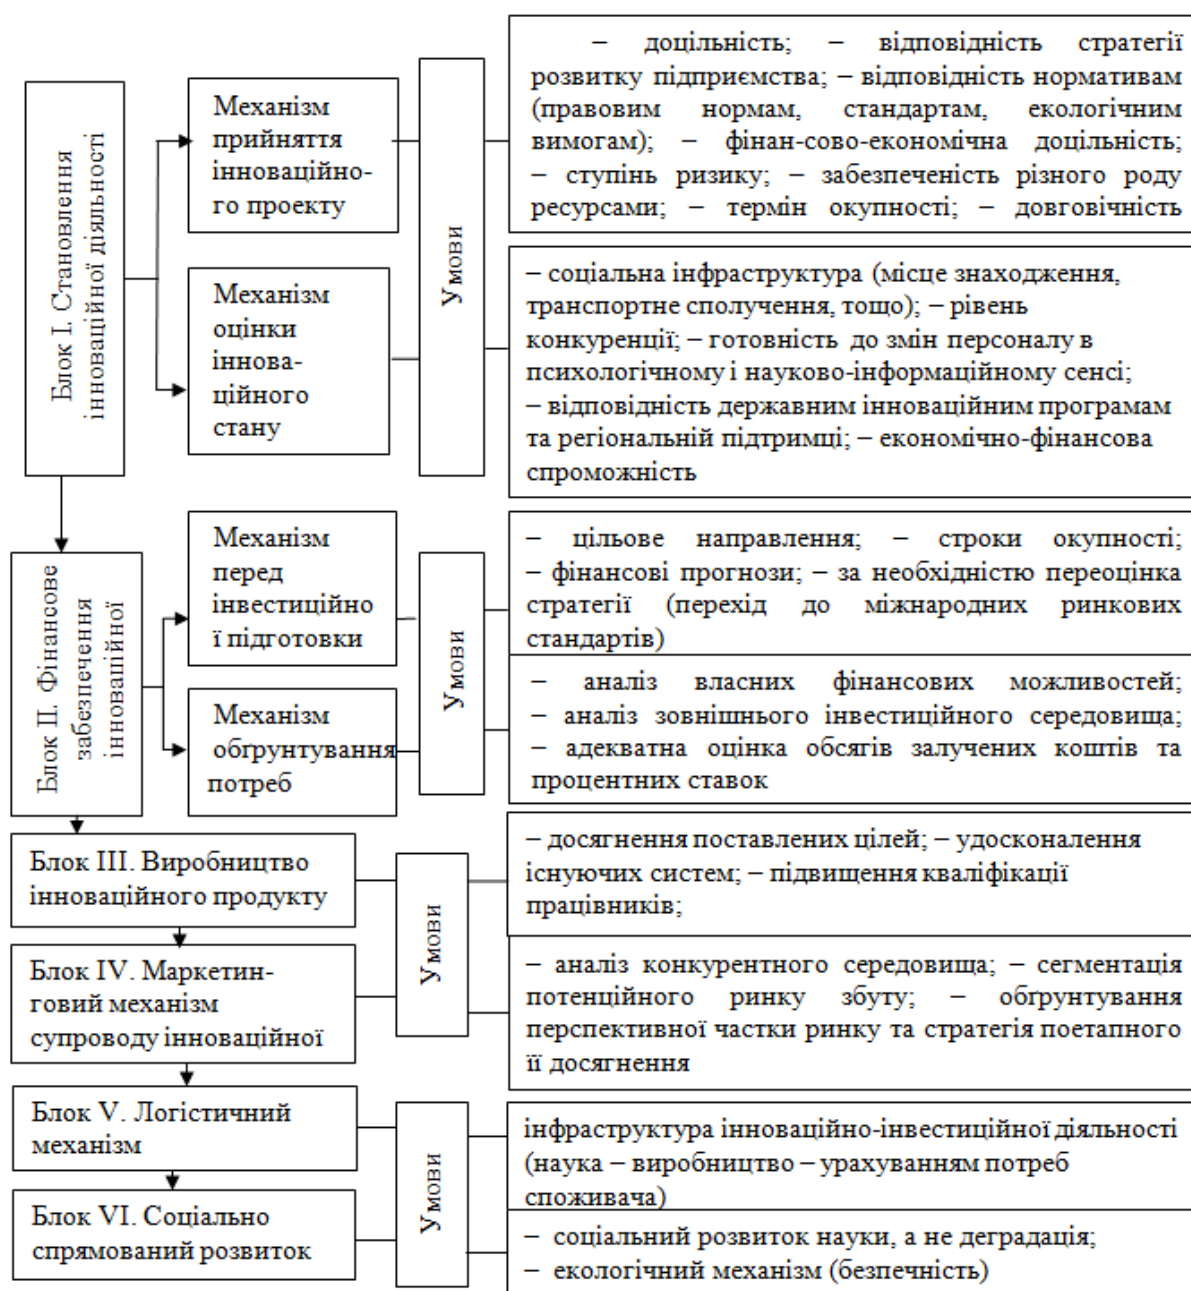 Блок I. Становлення
інноваційної діяльності
Механізм
прийняття
інноваційно-
го проекту
Механізм
оцінки
іннова-
ційного
стану
Умови
– доцільність; – відповідність стратегії
розвитку підприємства; – відповідність нормативам
(правовим нормам, стандартам, екологічним
вимогам); – фінан-сово-економічна доцільність;
– ступінь ризику; – забезпеченість різного роду
ресурсами; – термін окупності; – довговічність
– соціальна інфраструктура (місце знаходження,
транспортне сполучення, тощо); – рівень
конкуренції; – готовність до змін персоналу в
психологічному і науково-інформаційному сенсі;
– відповідність державним інноваційним програмам
та регіональній підтримці; – економічно-фінансова
спроможність
Блок II. Фінансове
забезпечення
інноваційної
Механізм
перед
інвестиційно
ї підготовки
Механізм
обґрунтування
потреб
Умови
– цільове направлення; – строки окупності;
– фінансові прогнози; – за необхідністю переоцінка
стратегії (перехід до міжнародних ринкових
стандартів)
– аналіз власних фінансових можливостей;
– аналіз зовнішнього інвестиційного середовища;
– адекватна оцінка обсягів залучених коштів та
процентних ставок
Блок III. Виробництво
інноваційного продукту
Блок IV. Маркетин-
говий механізм
супроводу інноваційної
Умови
– досягнення поставлених цілей; – удосконалення
існуючих систем; – підвищення кваліфікації
працівників;
– аналіз конкурентного середовища; – сегментація
потенційного ринку збуту; – обґрунтування
перспективної частки ринку та стратегія поетапного
її досягнення
Блок V. Логістичний
механізм
Блок VI. Соціально
спрямований розвиток
Умови
інфраструктура інноваційно-інвестиційної діяльності
(наука – виробництво – урахуванням потреб
споживача)
– соціальний розвиток науки, а не деградація;
– екологічний механізм (безпечність)